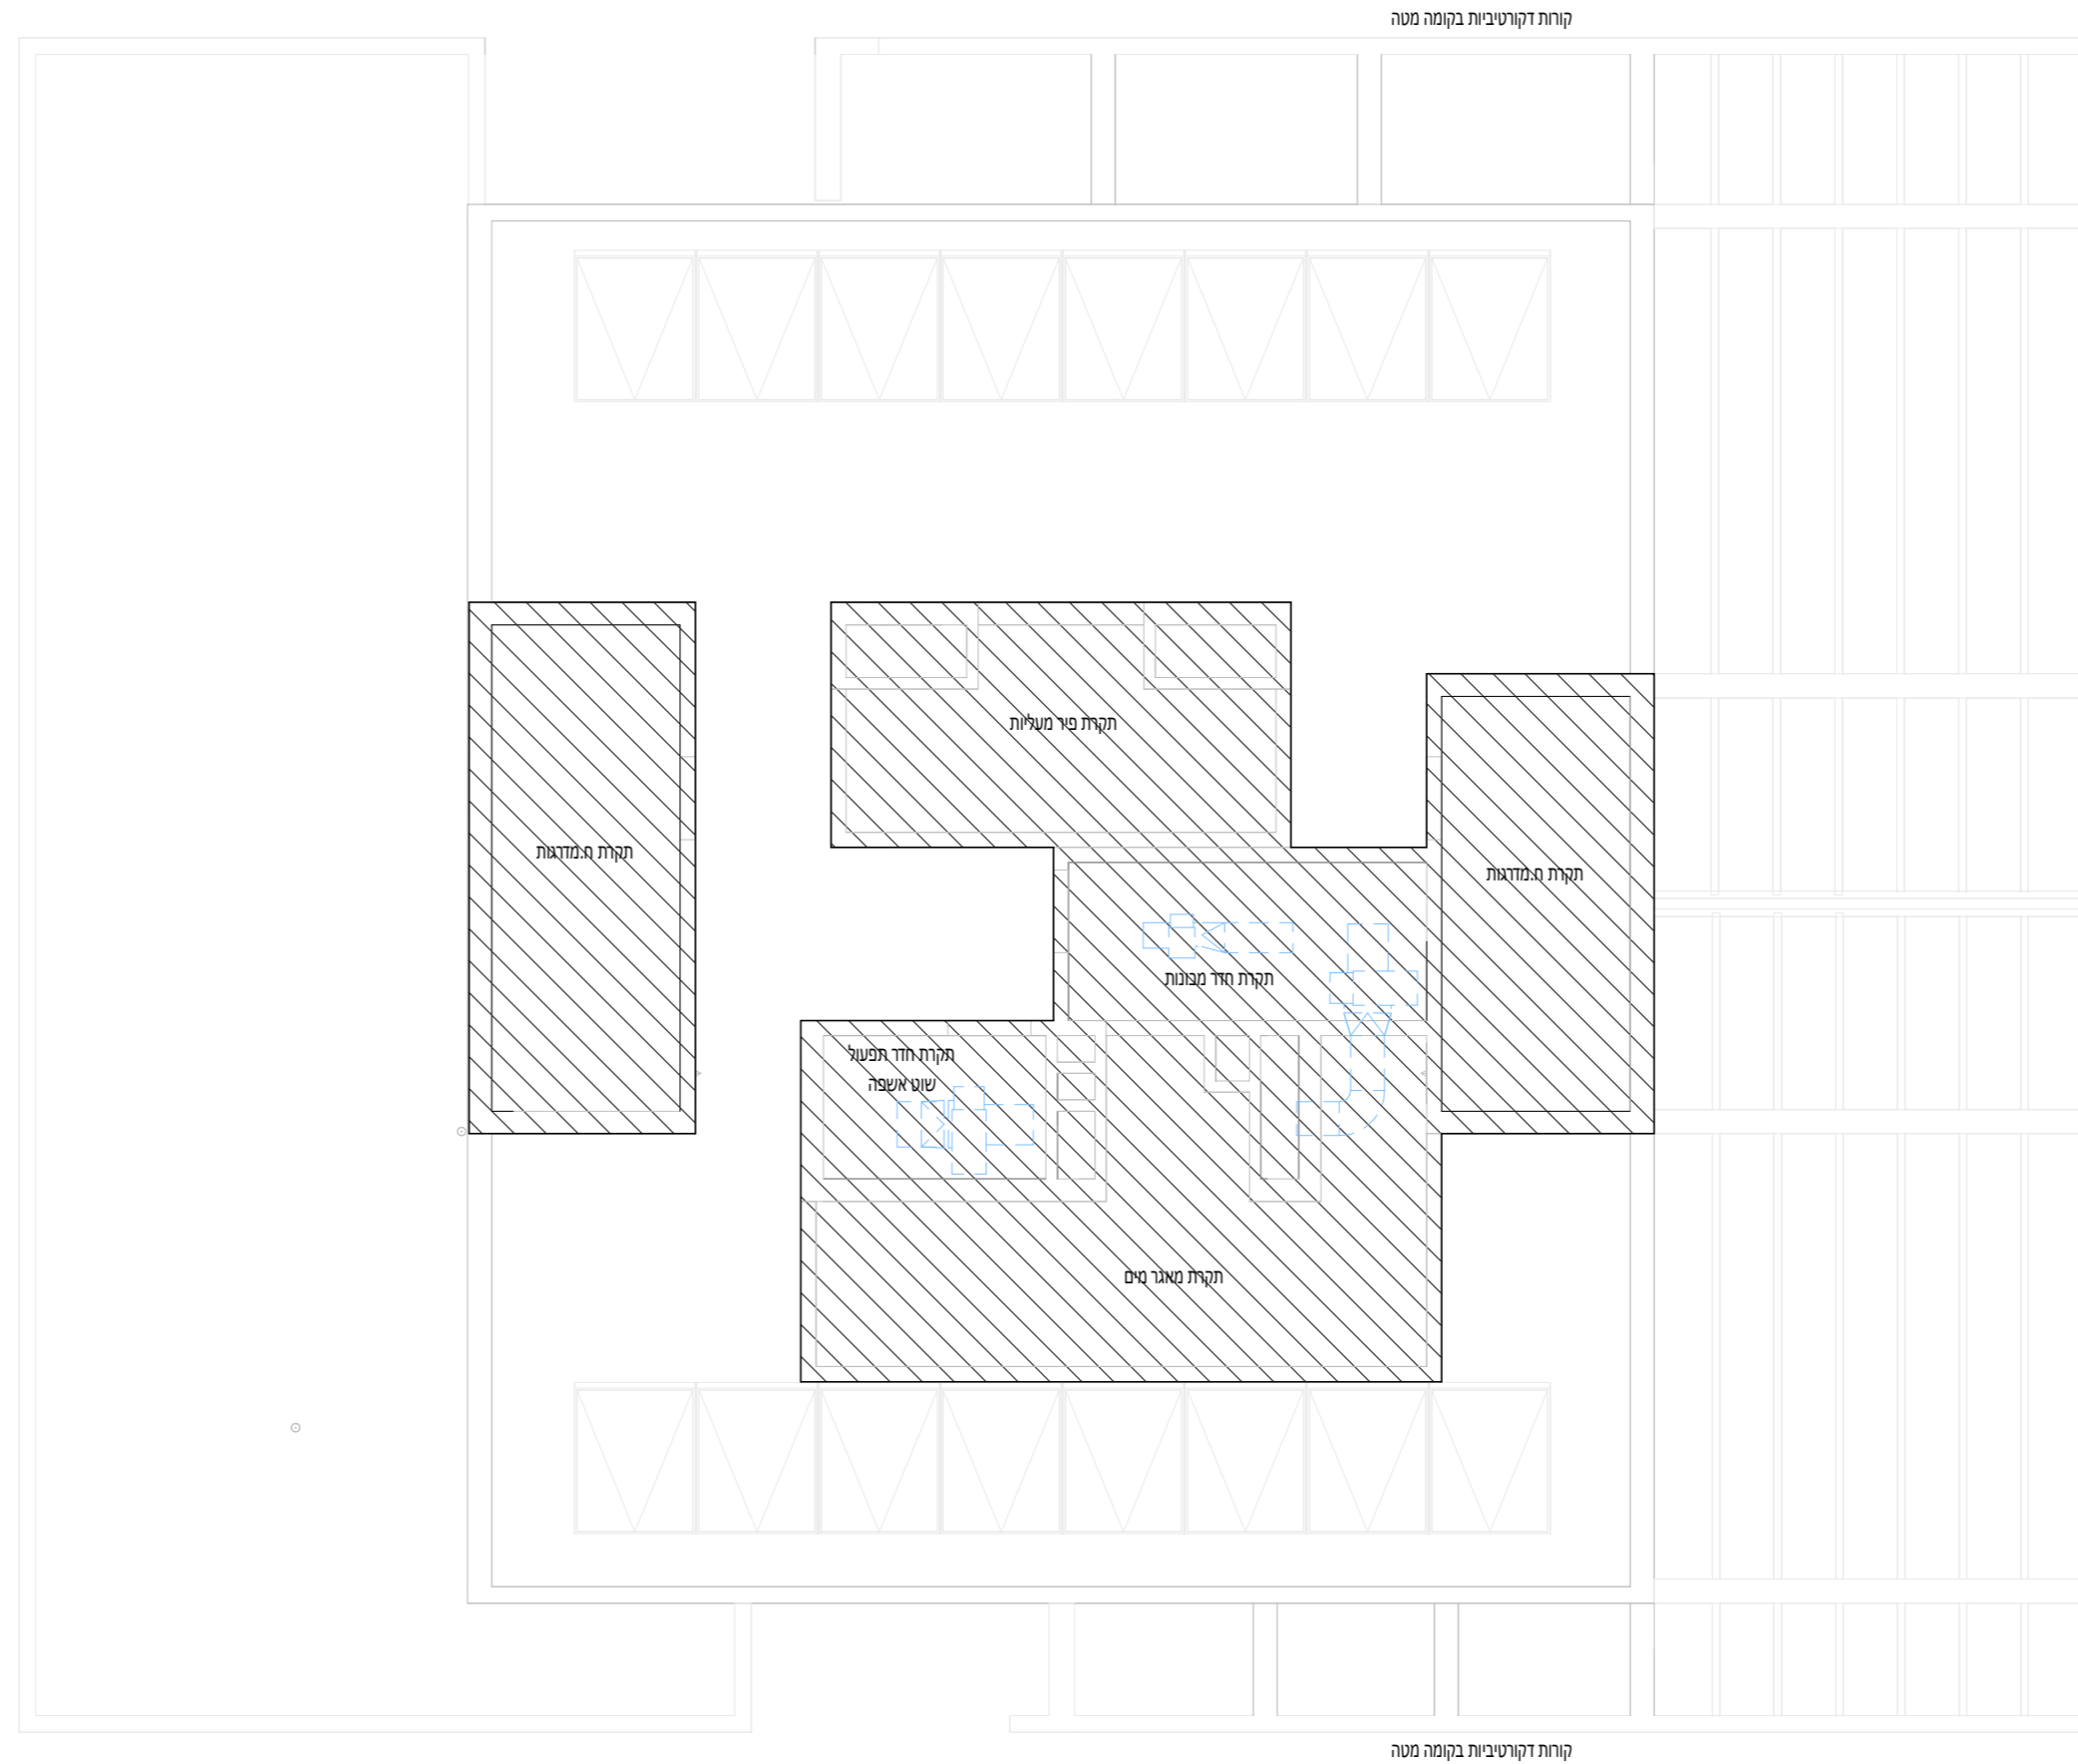 קורות דקורטיביות בקומה מטה
תקרת פיר מעליות
תקרת ח.מדרגות
תקרת ח.מדרגות
תקרת חדר מכונות
תקרת חדר תפעול
שוט אשפה
תקרת מאגר מים
קורות דקורטיביות בקומה מטה